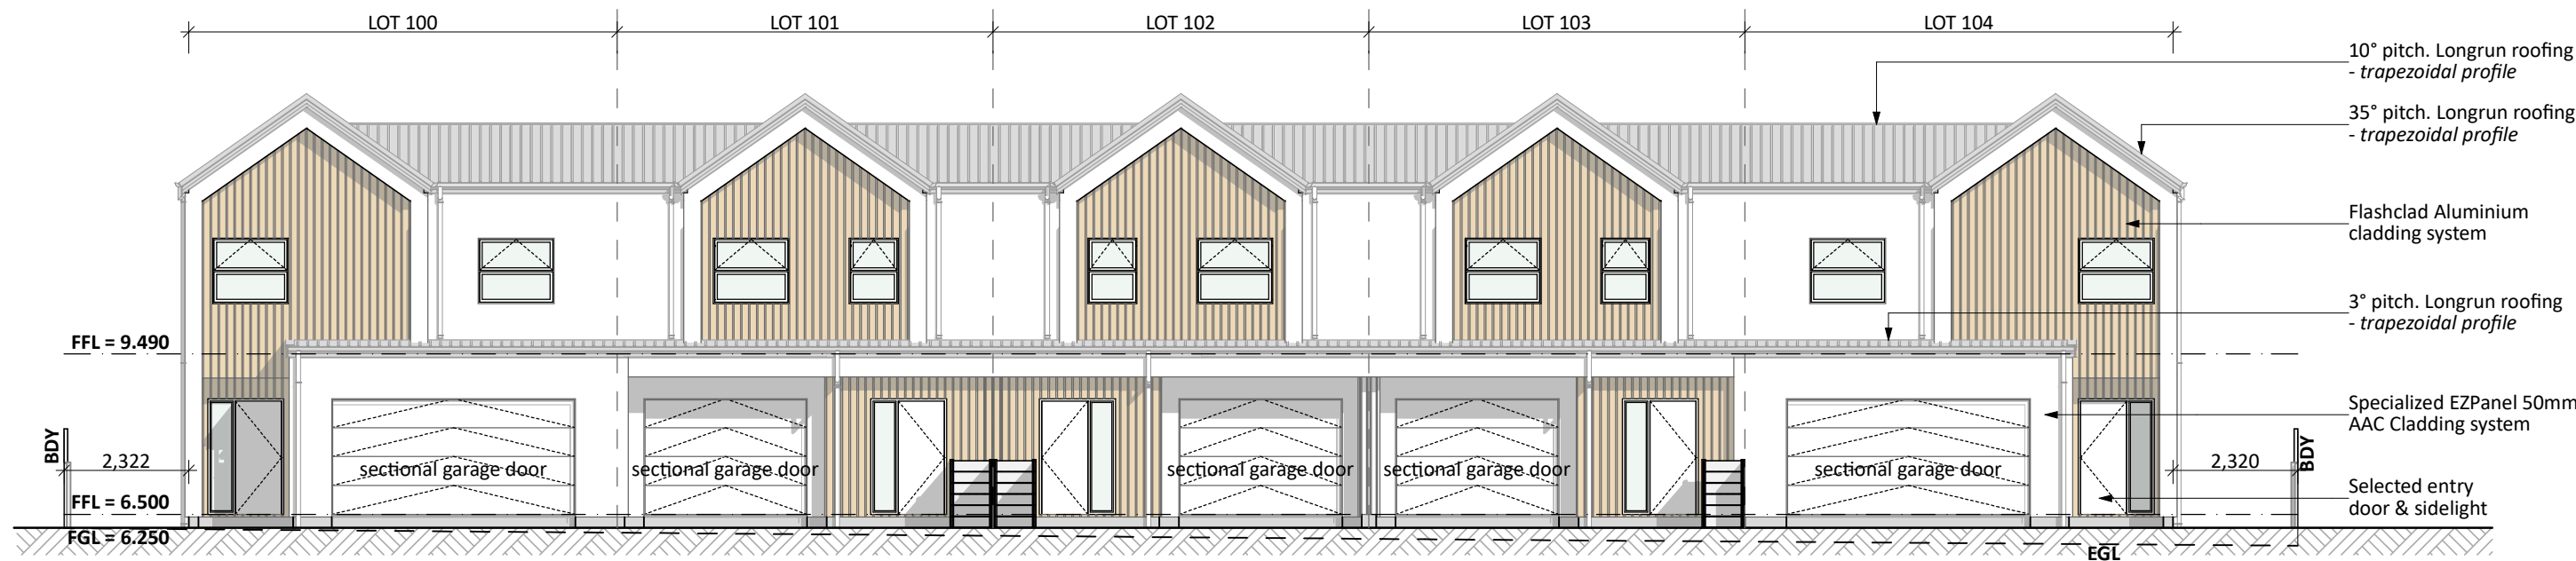 LOT 100
LOT 101
LOT 102
LOT 103
LOT 104
10° pitch. Longrun roofing
- trapezoidal profile
35° pitch. Longrun roofing
- trapezoidal profile
Flashclad Aluminium
cladding system
3° pitch. Longrun roofing
- trapezoidal profile
FFL = 9.490
Specialized EZPanel 50mm
AAC Cladding system
BDY
2,322
sectional garage door
sectional garage door
sectional garage door
sectional garage door
sectional garage door
2,320
BDY
Selected entry
door & sidelight
FFL = 6.500
FGL = 6.250
EGL